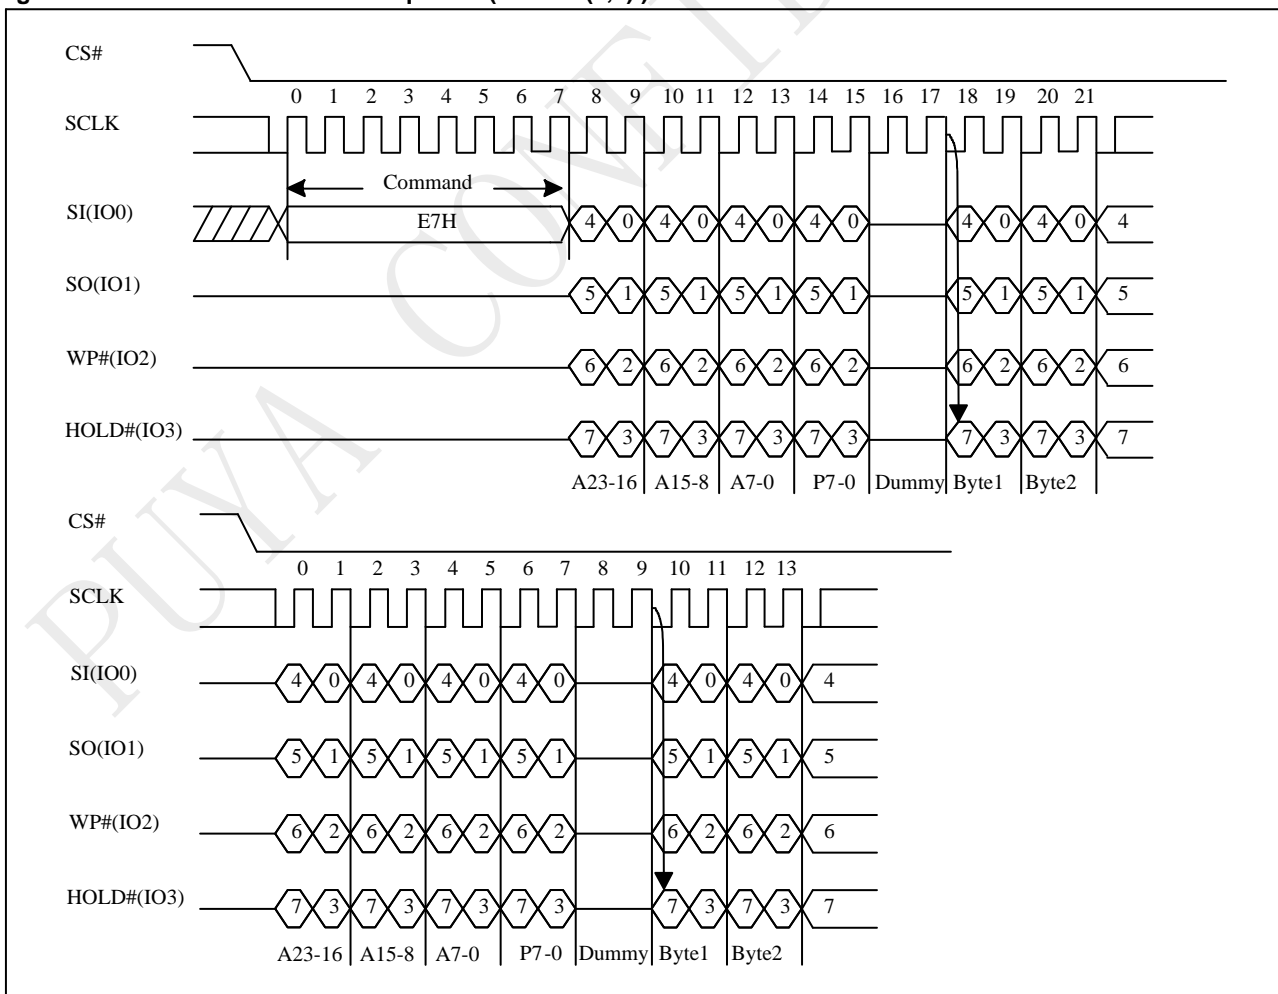 CS#
0 1 2 3 4 5 6 7 8 9 10 11 12 13 14 15 16 17 18 19 20 21
SCLK
Command
SI(IO0) E7H 4 0 4 0 4 0 4 0 4 0 4 0 4
SO(IO1) 5 1 5 1 5 1 5 1 5 1 5 1 5
WP#(IO2) 6 2 6 2 6 2 6 2 6 2 6 2 6
HOLD#(IO3) 7 3 7 3 7 3 7 3 7 3 7 3 7
A23-16 A15-8 A7-0 P7-0 Dummy Byte1 Byte2
CS#
0 1 2 3 4 5 6 7 8 9 10 11 12 13
SCLK
SI(IO0) 4 0 4 0 4 0 4 0 4 0 4 0 4
SO(IO1) 5 1 5 1 5 1 5 1 5 1 5 1 5
WP#(IO2) 6 2 6 2 6 2 6 2 6 2 6 2 6
HOLD#(IO3) 7 3 7 3 7 3 7 3 7 3 7 3 7
A23-16 A15-8 A7-0 P7-0 Dummy Byte1 Byte2
PUYA